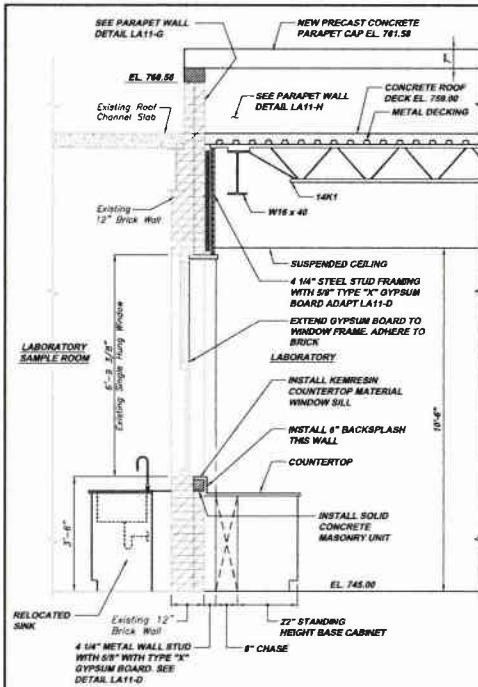 SEE PARAPET WALL
DETAIL LA11-G
NEW PRECAST CONCRETE
PARAPET CAP EL. 761.58
EL. 760.58
SEE PARAPET WALL
DETAIL LA11-H
CONCRETE ROOF
DECK EL. 759.00
METAL DECKING
Existing Roof
Channel Slab
14K1
W16 x 40
Existing
12" Brick Wall
SUSPENDED CEILING
4 1/4" STEEL STUD FRAMING
WITH 5/8" TYPE "X" GYPSUM
BOARD ADAPT LA11-D
EXTEND GYPSUM BOARD TO
WINDOW FRAME. ADHERE TO
BRICK
LABORATORY
SAMPLE ROOM
6'-9 3/8"
Existing Single Hung Window
LABORATORY
INSTALL KEMRESIN
COUNTERTOP MATERIAL
WINDOW SILL
10'-6"
INSTALL 6" BACKSPLASH
THIS WALL
COUNTERTOP
3'-6"
INSTALL SOLID
CONCRETE
MASONRY UNIT
EL. 745.00
RELOCATED
SINK
Existing 12"
Brick Wall
22" STANDING
HEIGHT BASE CABINET
8" CHASE
4 1/4" METAL WALL STUD
WITH 5/8" WITH TYPE "X"
GYPSUM BOARD. SEE
DETAIL LA11-D